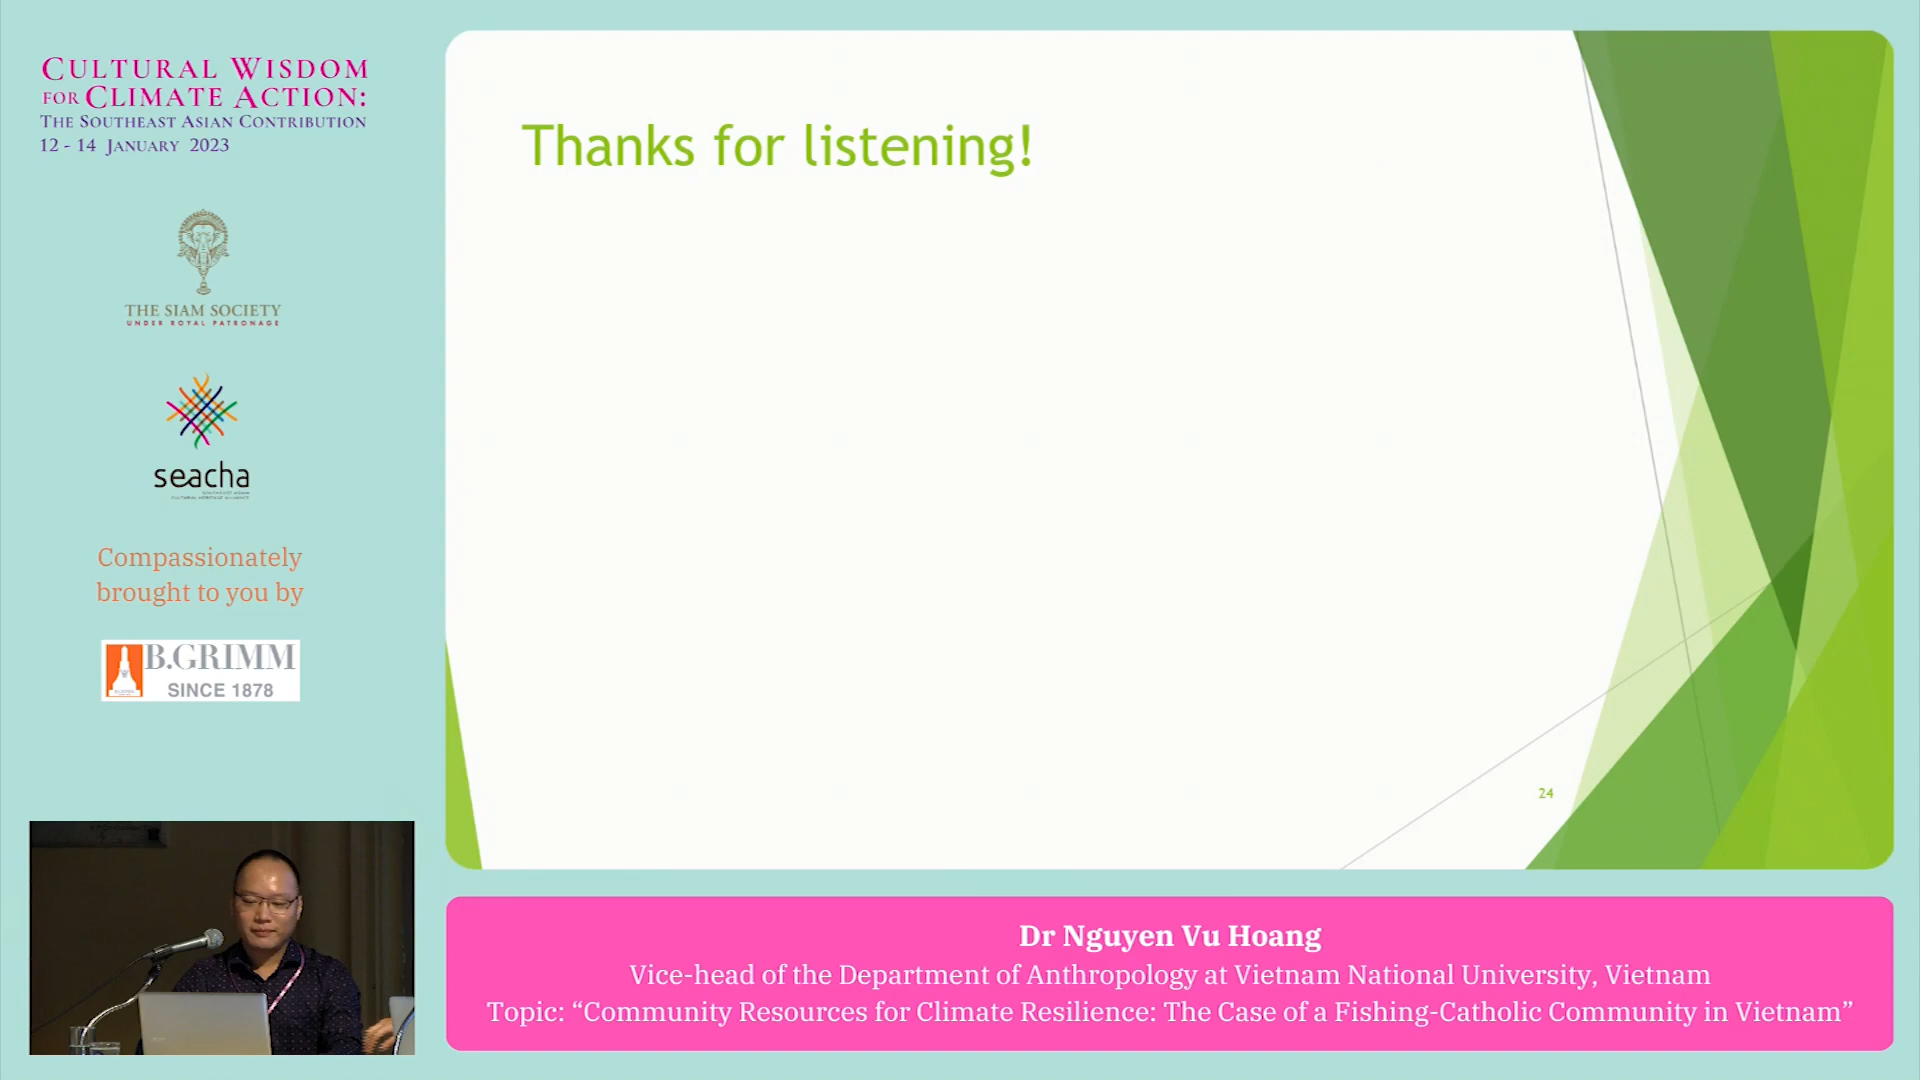 CULTURAL WISDOM
FOR CLIMATE ACTION:
THE SOUTHEAST ASIAN CONTRIBUTION
12 - 14 JANUARY 2023
THE SIAM SOCIETY
UNDER ROYAL PATRONAGE
seacha
SOUTHEAST ASIAN
CULTURAL HERITAGE ALLIANCE
Compassionately
brought to you by
B.GRIMM
SINCE 1878
Thanks for listening!
24
Dr Nguyen Vu Hoang
Vice-head of the Department of Anthropology at Vietnam National University, Vietnam
Topic: “Community Resources for Climate Resilience: The Case of a Fishing-Catholic Community in Vietnam”